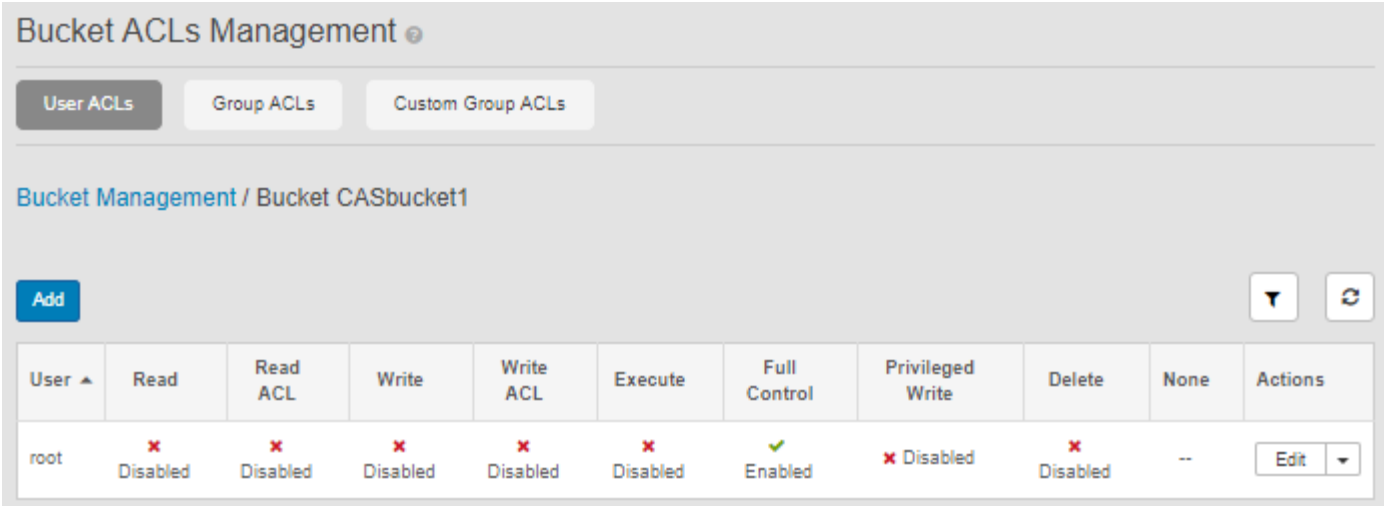 Bucket ACLs Management
User ACLs Group ACLs Custom Group ACLs
Bucket Management / Bucket CASbucket1
Add
User Read Read ACL Write Write ACL Execute Full Control Privileged Write Delete None Actions
root Disabled Disabled Disabled Disabled Disabled Enabled Disabled Disabled -- Edit